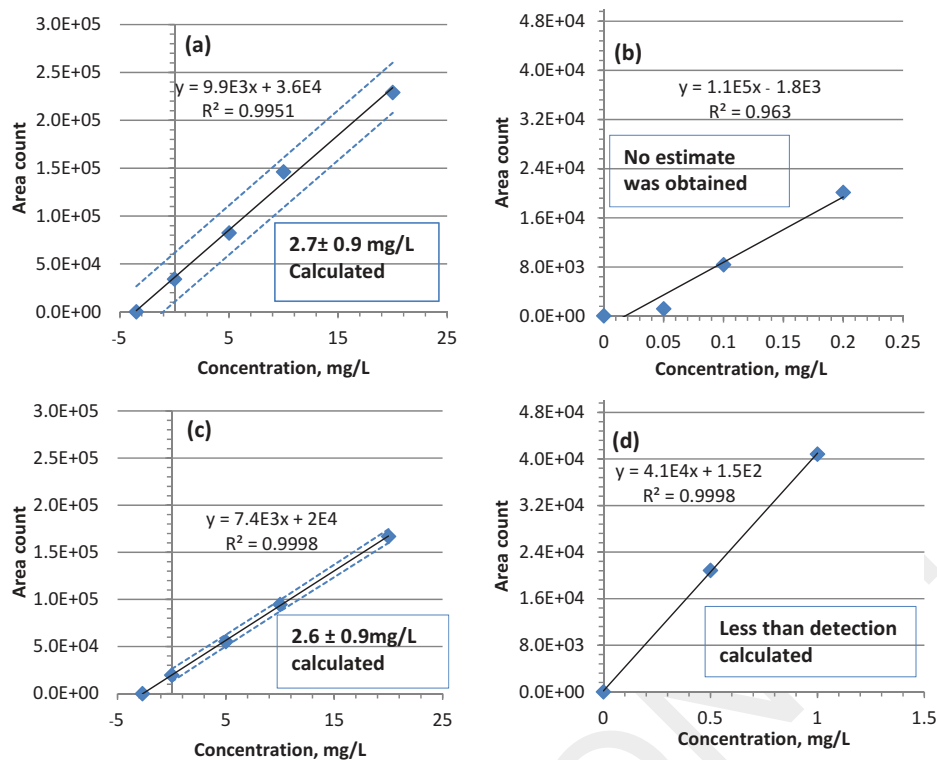 (a)
3.0E+05
2.5E+05
2.0E+05
1.5E+05
1.0E+05
5.0E+04
0.0E+00
Area count
y = 9.9E3x + 3.6E4
R² = 0.9951
2.7± 0.9 mg/L
Calculated
-5 5 15 25
Concentration, mg/L
(b)
4.8E+04
4.0E+04
3.2E+04
2.4E+04
1.6E+04
8.0E+03
0.0E+00
Area count
y = 1.1E5x - 1.8E3
R² = 0.963
No estimate
was obtained
0 0.05 0.1 0.15 0.2 0.25
Concentration, mg/L
(c)
3.0E+05
2.5E+05
2.0E+05
1.5E+05
1.0E+05
5.0E+04
0.0E+00
Area count
y = 7.4E3x + 2E4
R² = 0.9998
2.6 ± 0.9mg/L
calculated
-5 5 15 25
Concentration, mg/L
(d)
4.8E+04
4.0E+04
3.2E+04
2.4E+04
1.6E+04
8.0E+03
0.0E+00
Area count
y = 4.1E4x + 1.5E2
R² = 0.9998
Less than detection
calculated
0 0.5 1 1.5
Concentration, mg/L